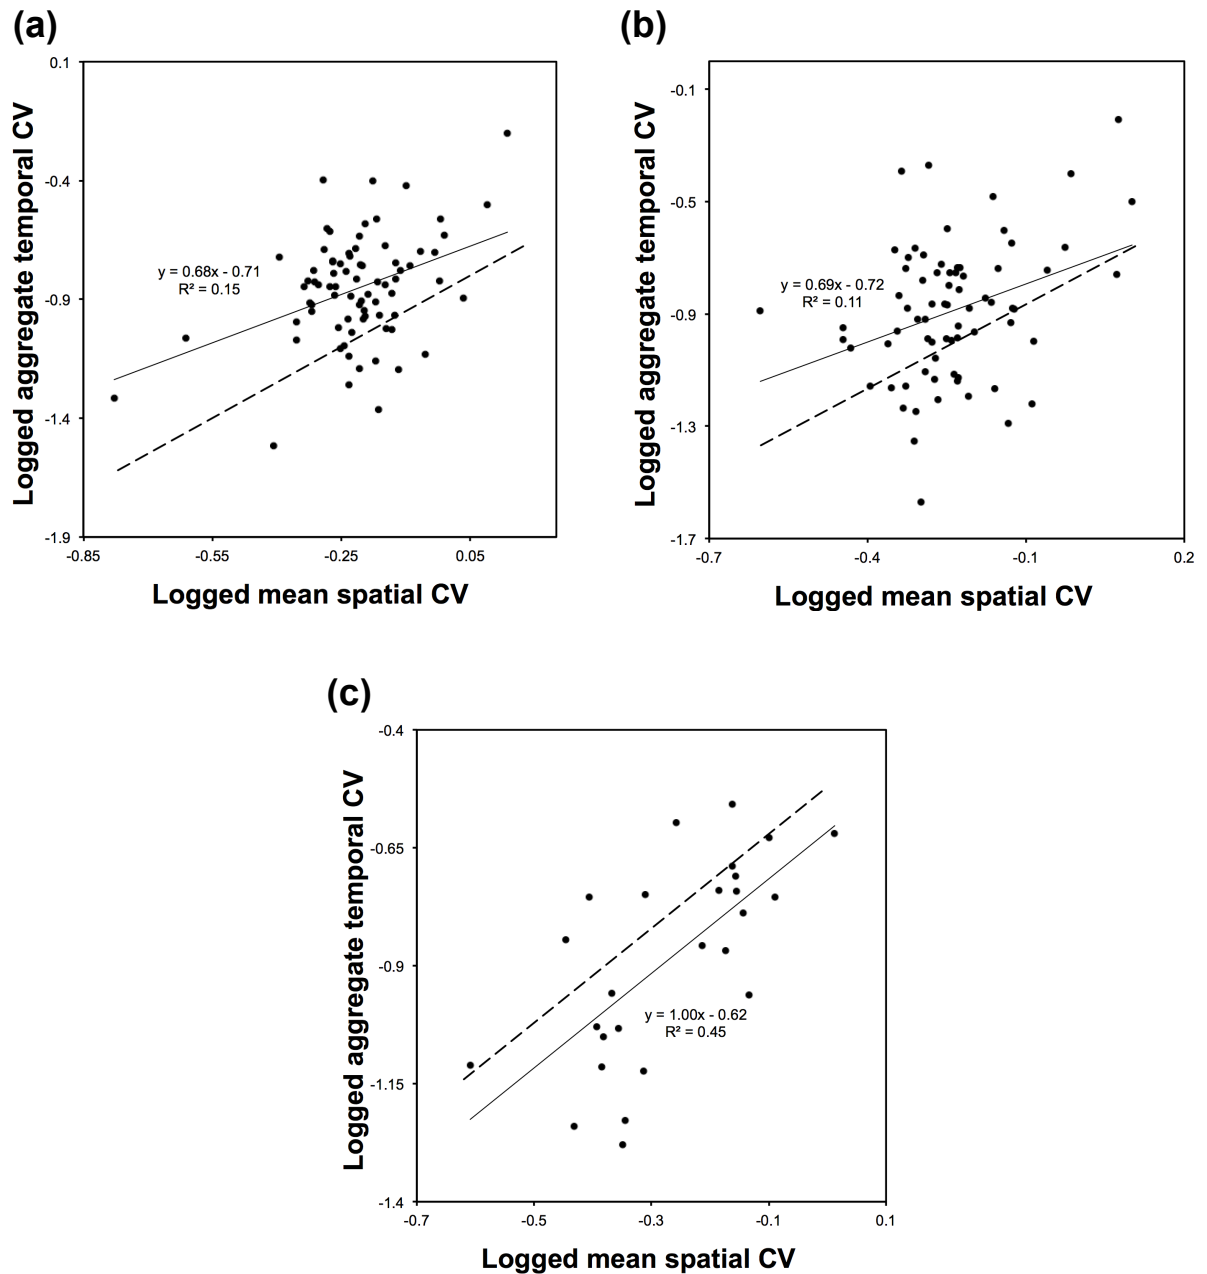 (a)
0.1
-0.4
-0.9
-1.4
-1.9
-0.85 -0.55 -0.25 0.05
Logged aggregate temporal CV
Logged mean spatial CV
y = 0.68x - 0.71
R² = 0.15
(b)
-0.1
-0.5
-0.9
-1.3
-1.7
-0.7 -0.4 -0.1 0.2
Logged aggregate temporal CV
Logged mean spatial CV
y = 0.69x - 0.72
R² = 0.11
(c)
-0.4
-0.65
-0.9
-1.15
-1.4
-0.7 -0.5 -0.3 -0.1 0.1
Logged aggregate temporal CV
Logged mean spatial CV
y = 1.00x - 0.62
R² = 0.45